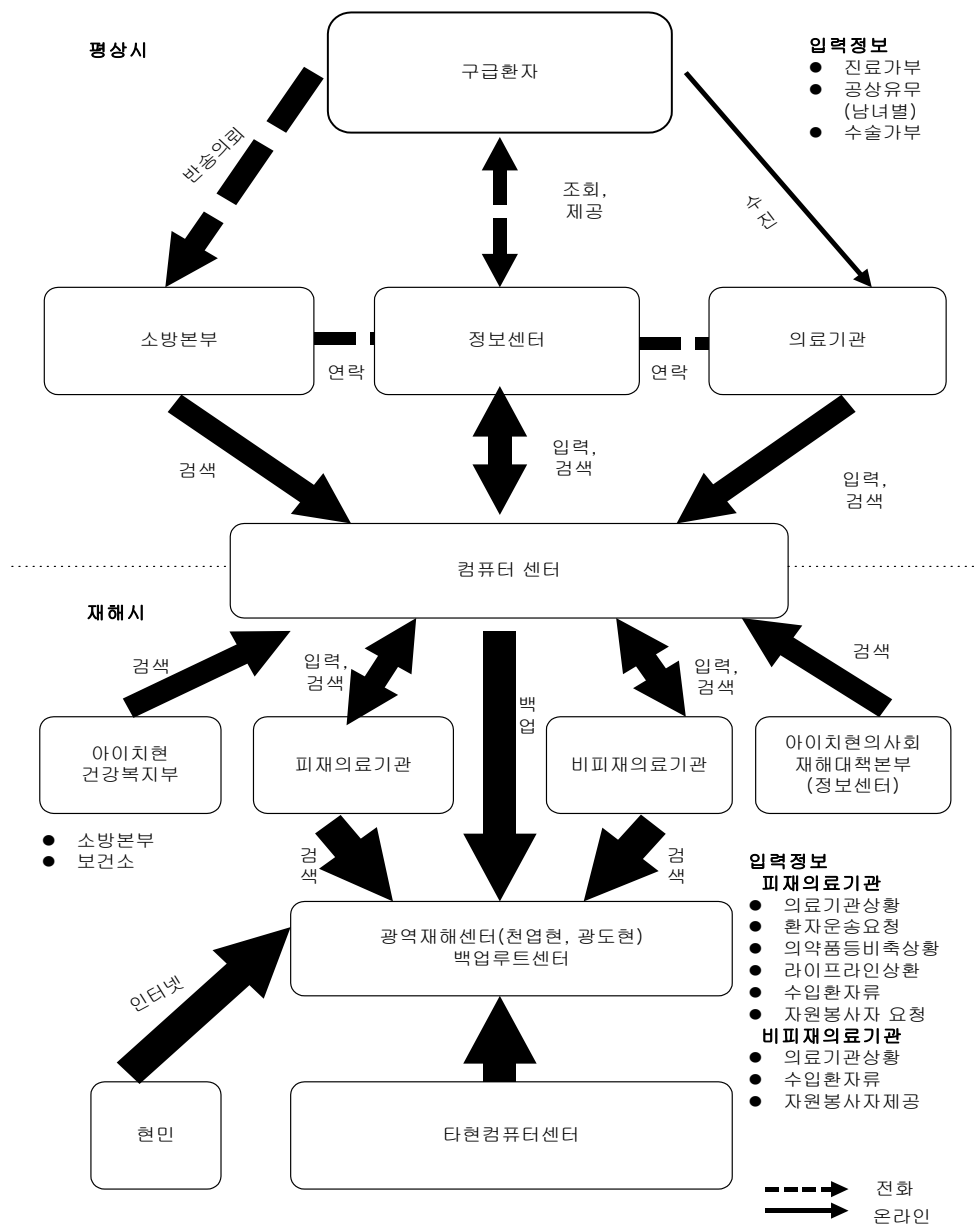 평상시
구급환자
입력정보
● 진료가부
● 공상유무
(남녀별)
● 수술가부
반송의뢰
조회,
제공
수진
소방본부
정보센터
의료기관
연락
연락
검색
입력,
검색
입력,
검색
컴퓨터 센터
재해시
검색
입력,
검색
백
업
입력,
검색
검색
아이치현
건강복지부
피재의료기관
비피재의료기관
아이치현의사회
재해대책본부
(정보센터)
● 소방본부
● 보건소
검
색
검
색
입력정보
피재의료기관
● 의료기관상황
● 환자운송요청
● 의약품등비축상황
● 라이프라인상환
● 수입환자류
● 자원봉사자 요청
비피재의료기관
● 의료기관상황
● 수입환자류
● 자원봉사자제공
광역재해센터(천엽현, 광도현)
백업루트센터
인터넷
현민
타현컴퓨터센터
전화
온라인